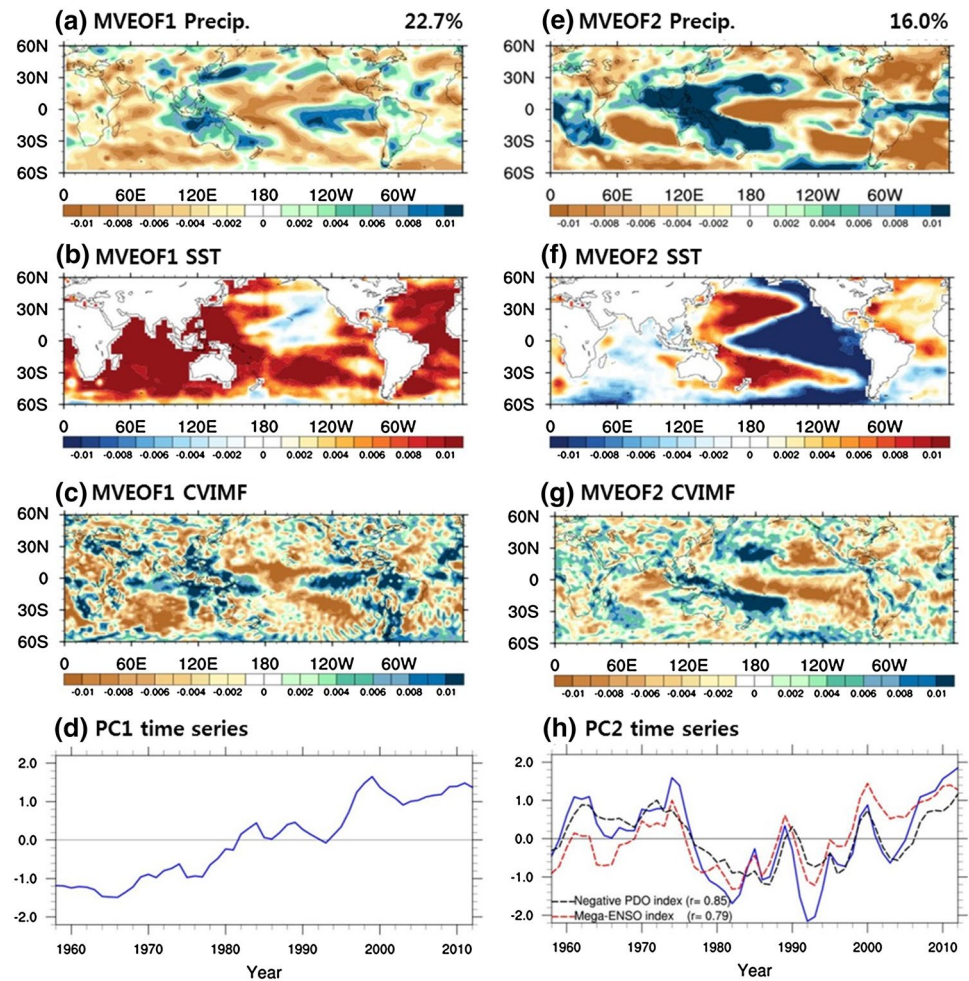 (a) MVEOF1 Precip. 22.7%
60N
30N
0
30S
60S
0 60E 120E 180 120W 60W
-0.01 -0.008 -0.006 -0.004 -0.002 0 0.002 0.004 0.006 0.008 0.01
(b) MVEOF1 SST
60N
30N
0
30S
60S
0 60E 120E 180 120W 60W
-0.01 -0.008 -0.006 -0.004 -0.002 0 0.002 0.004 0.006 0.008 0.01
(c) MVEOF1 CVIMF
60N
30N
0
30S
60S
0 60E 120E 180 120W 60W
-0.01 -0.008 -0.006 -0.004 -0.002 0 0.002 0.004 0.006 0.008 0.01
(d) PC1 time series
2.0
1.0
0.0
-1.0
-2.0
1960 1970 1980 1990 2000 2010
Year
(e) MVEOF2 Precip. 16.0%
60N
30N
0
30S
60S
0 60E 120E 180 120W 60W
-0.01 -0.008 -0.006 -0.004 -0.002 0 0.002 0.004 0.006 0.008 0.01
(f) MVEOF2 SST
60N
30N
0
30S
60S
0 60E 120E 180 120W 60W
-0.01 -0.008 -0.006 -0.004 -0.002 0 0.002 0.004 0.006 0.008 0.01
(g) MVEOF2 CVIMF
60N
30N
0
30S
60S
0 60E 120E 180 120W 60W
-0.01 -0.008 -0.006 -0.004 -0.002 0 0.002 0.004 0.006 0.008 0.01
(h) PC2 time series
2.0
1.0
0.0
-1.0
-2.0
Negative PDO index (r= 0.85)
Mega-ENSO index (r= 0.79)
1960 1970 1980 1990 2000 2010
Year